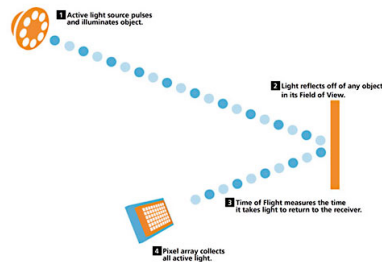 1 Active light source pulses
and illuminates object.
2 Light reflects off of any object
in its Field of View.
3 Time of Flight measures the time
it takes light to return to the receiver.
4 Pixel array collects
all active light.